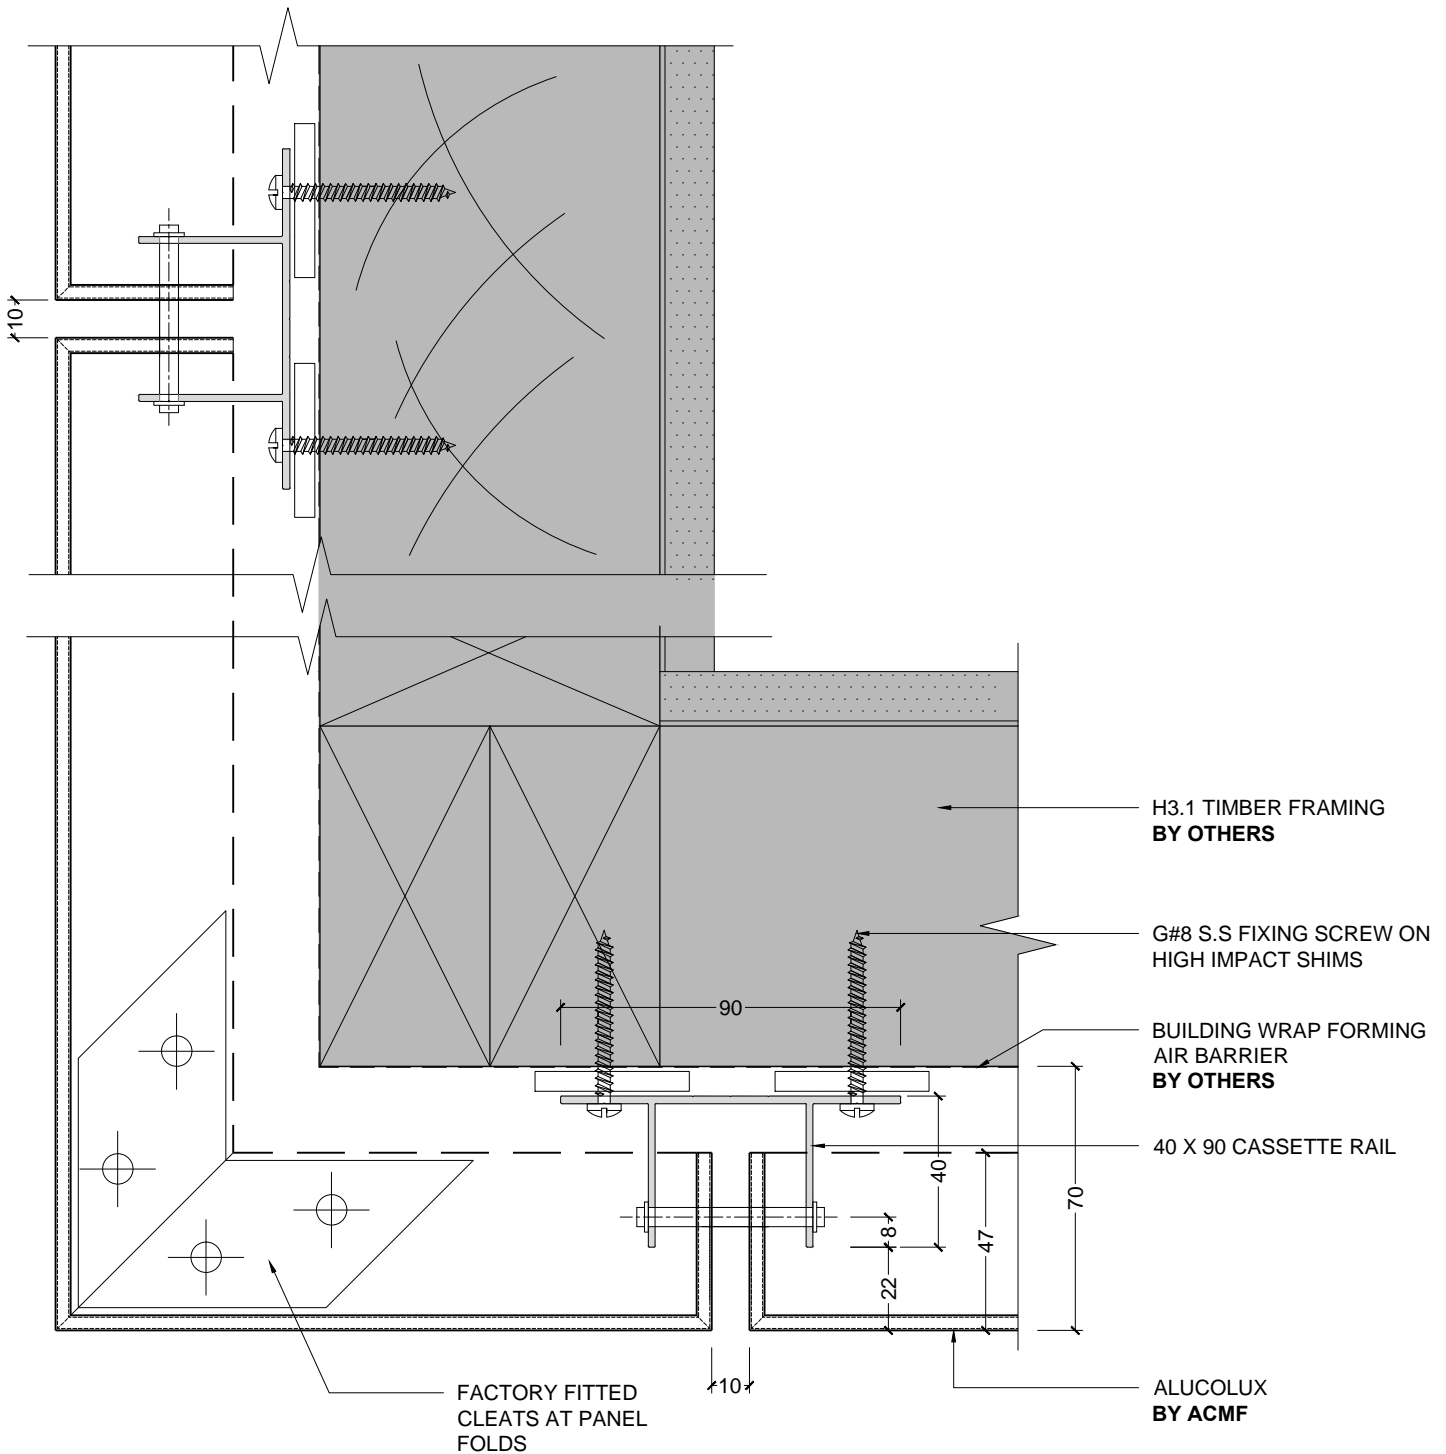 10
H3.1 TIMBER FRAMING
BY OTHERS
G#8 S.S FIXING SCREW ON
HIGH IMPACT SHIMS
90
BUILDING WRAP FORMING
AIR BARRIER
BY OTHERS
40 X 90 CASSETTE RAIL
40
70
8
47
22
10
FACTORY FITTED
CLEATS AT PANEL
FOLDS
ALUCOLUX
BY ACMF